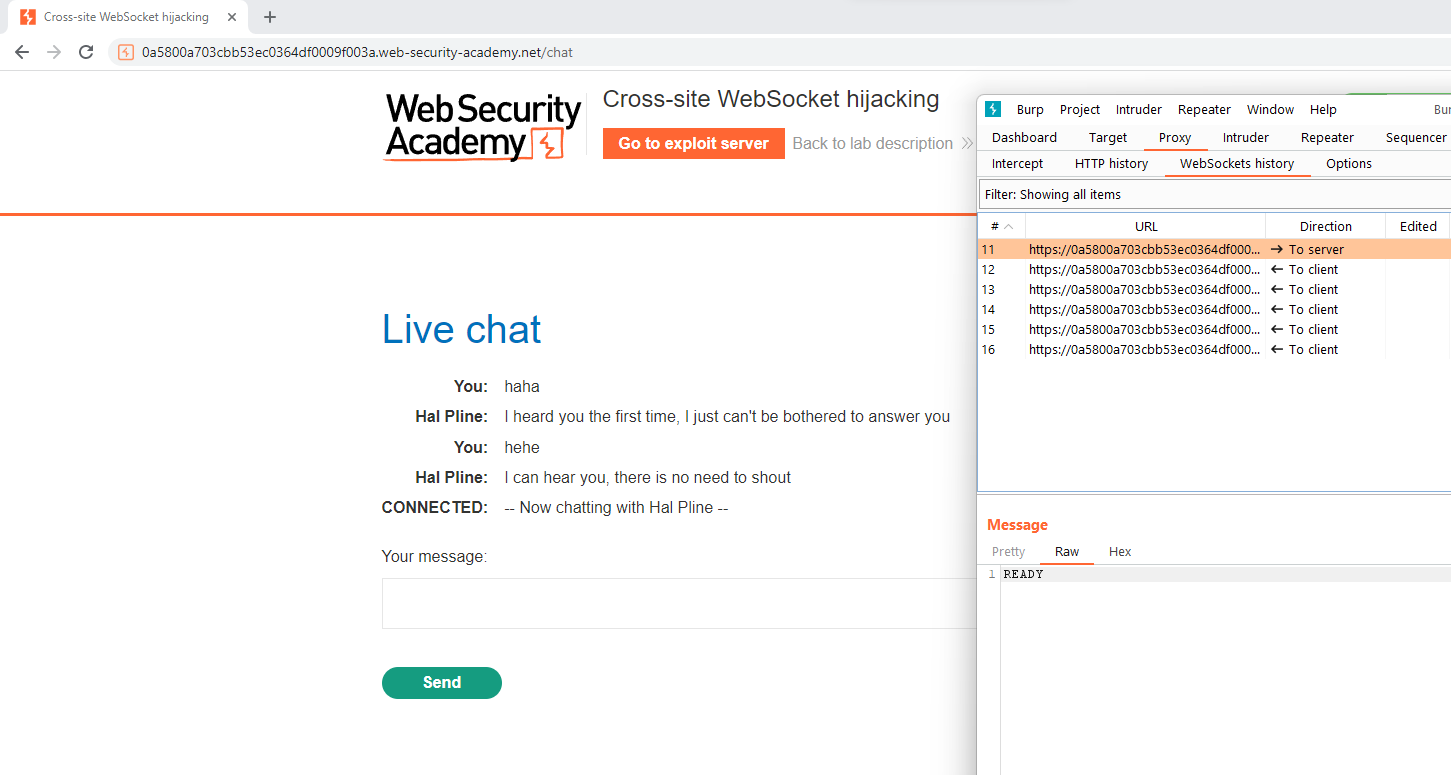 Cross-site WebSocket hijacking
0a5800a703cbb53ec0364df0009f003a.web-security-academy.net/chat
Web Security
Academy
Cross-site WebSocket hijacking
Go to exploit server
Back to lab description
Live chat
You: haha
Hal Pline: I heard you the first time, I just can't be bothered to answer you
You: hehe
Hal Pline: I can hear you, there is no need to shout
CONNECTED: -- Now chatting with Hal Pline --
Your message:
Send
Burp Project Intruder Repeater Window Help Bur
Dashboard Target Proxy Intruder Repeater Sequencer
Intercept HTTP history WebSockets history Options
Filter: Showing all items
# URL Direction Edited
11 https://0a5800a703cbb53ec0364df000... → To server
12 https://0a5800a703cbb53ec0364df000... ← To client
13 https://0a5800a703cbb53ec0364df000... ← To client
14 https://0a5800a703cbb53ec0364df000... ← To client
15 https://0a5800a703cbb53ec0364df000... ← To client
16 https://0a5800a703cbb53ec0364df000... ← To client
Message
Pretty Raw Hex
1 READY